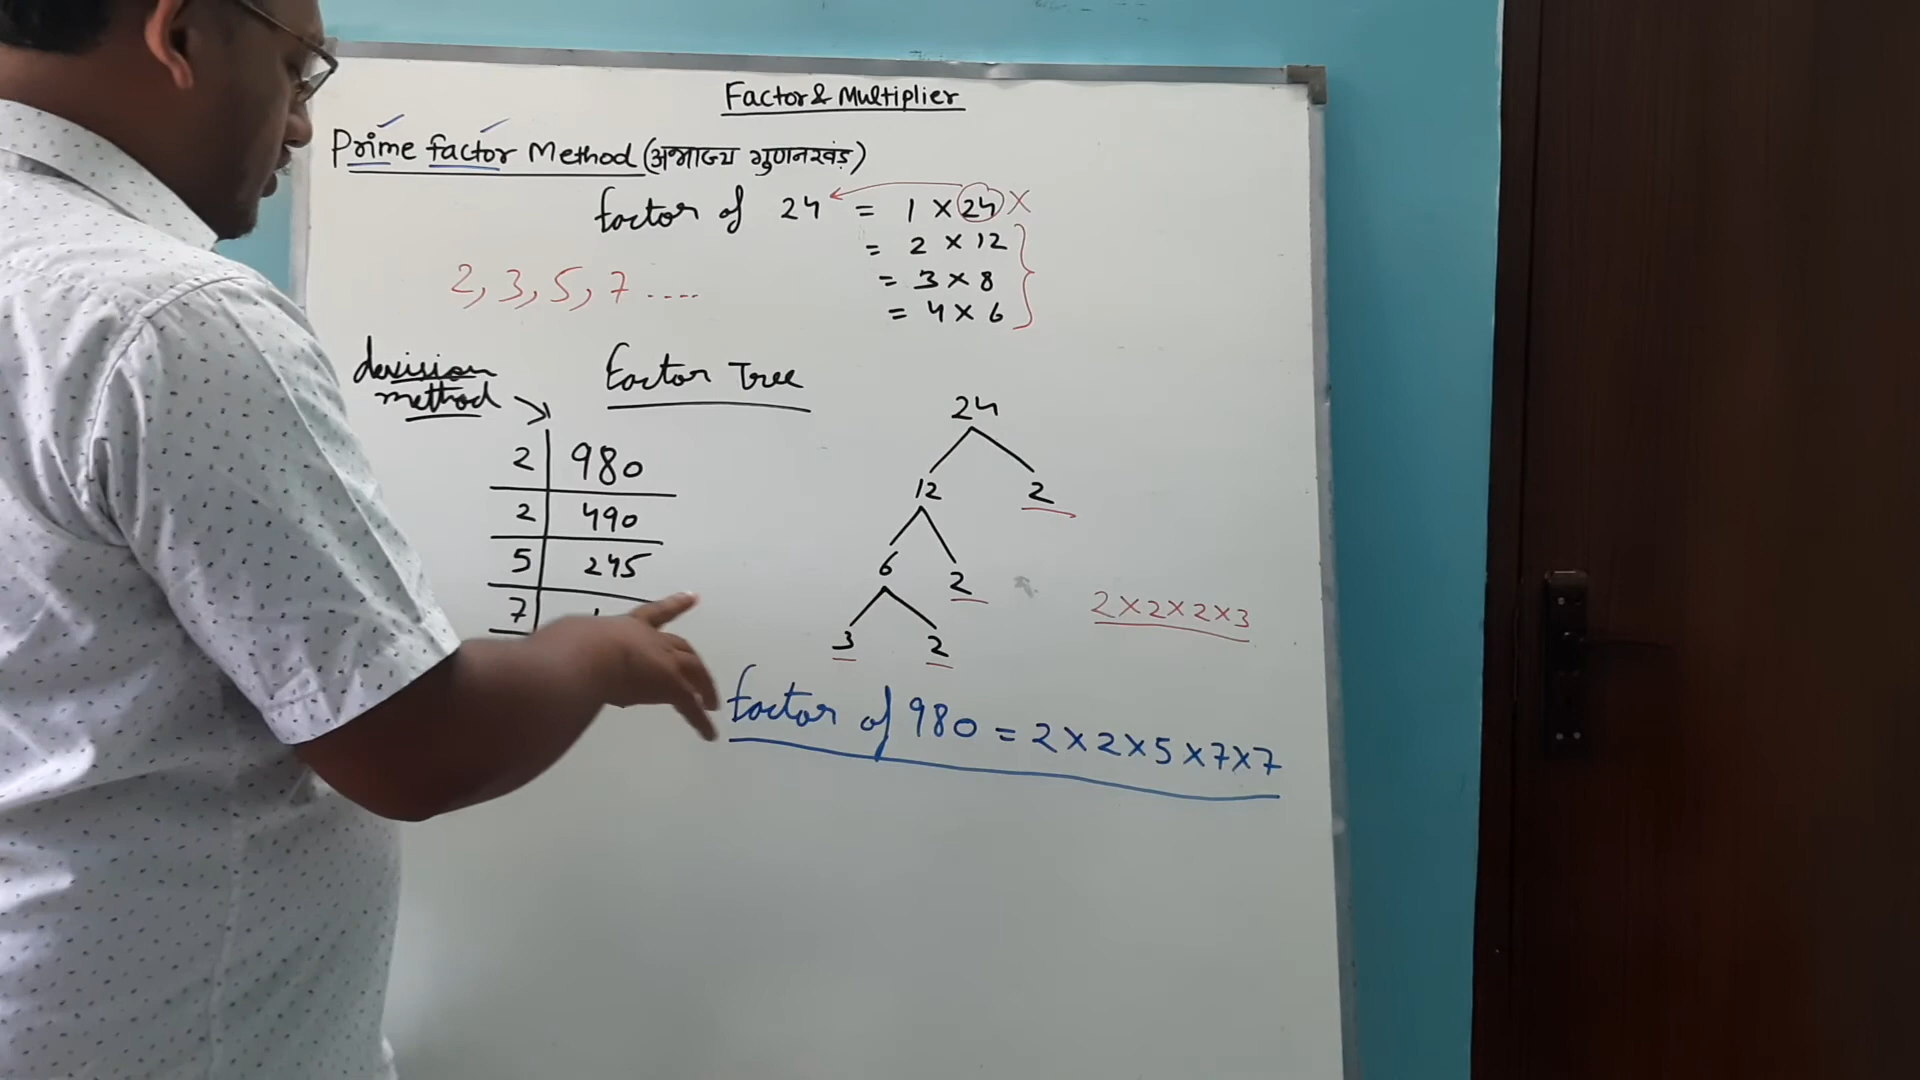 Factor & Multiplier
Prime factor Method (अभाज्य गुणनखंड)
factor of 24 = 1 × 24 ×
= 2 × 12
= 3 × 8
= 4 × 6
2, 3, 5, 7 ....
devision
method
Factor Tree
2 980
2 490
5 245
7
24
12 2
6 2
3 2
2×2×2×3
factor of 980 = 2×2×5×7×7